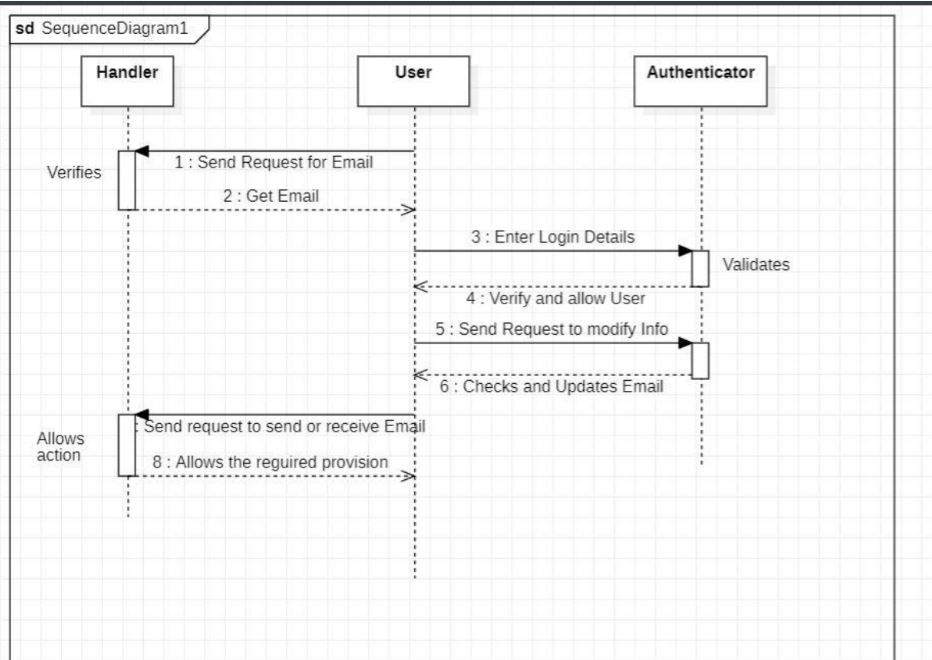 sd SequenceDiagram1
Handler
User
Authenticator
1 : Send Request for Email
Verifies
2 : Get Email
3 : Enter Login Details
Validates
4 : Verify and allow User
5 : Send Request to modify Info
6 : Checks and Updates Email
: Send request to send or receive Email
Allows
action
8 : Allows the reguired provision